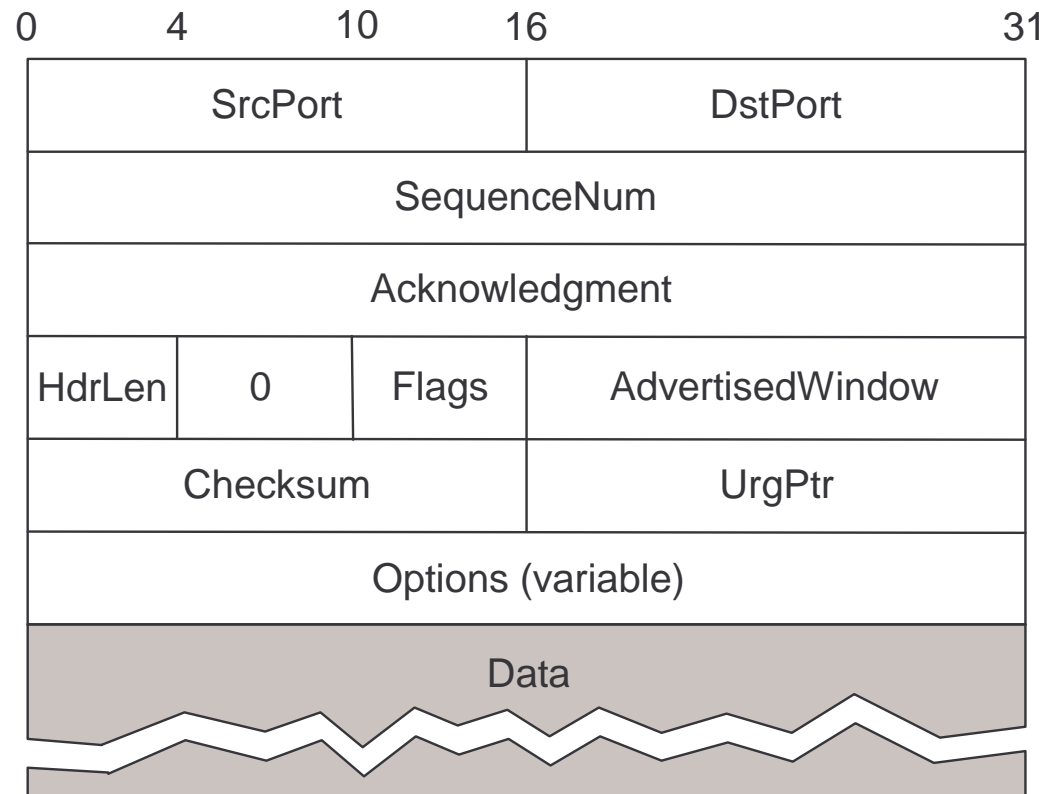 0 4 10 16 31
SrcPort DstPort
SequenceNum
Acknowledgment
HdrLen 0 Flags AdvertisedWindow
Checksum UrgPtr
Options (variable)
Data